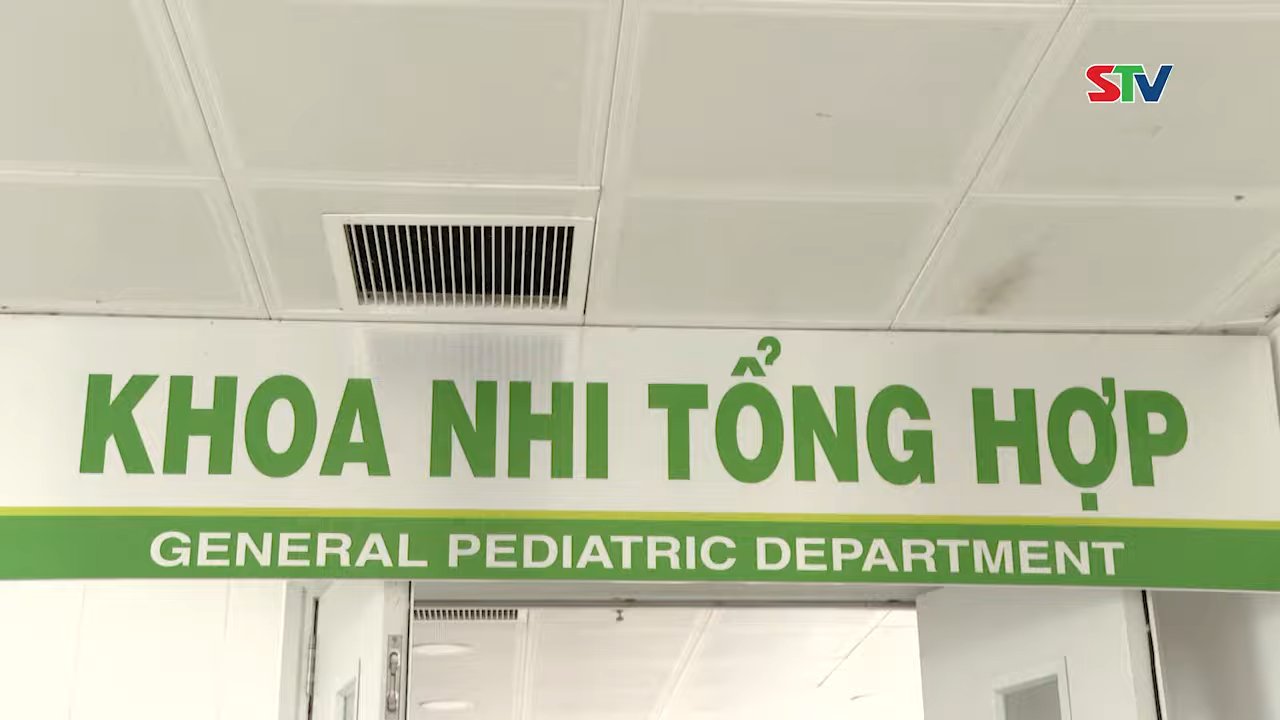 STV
KHOA NHI TỔNG HỢP
GENERAL PEDIATRIC DEPARTMENT